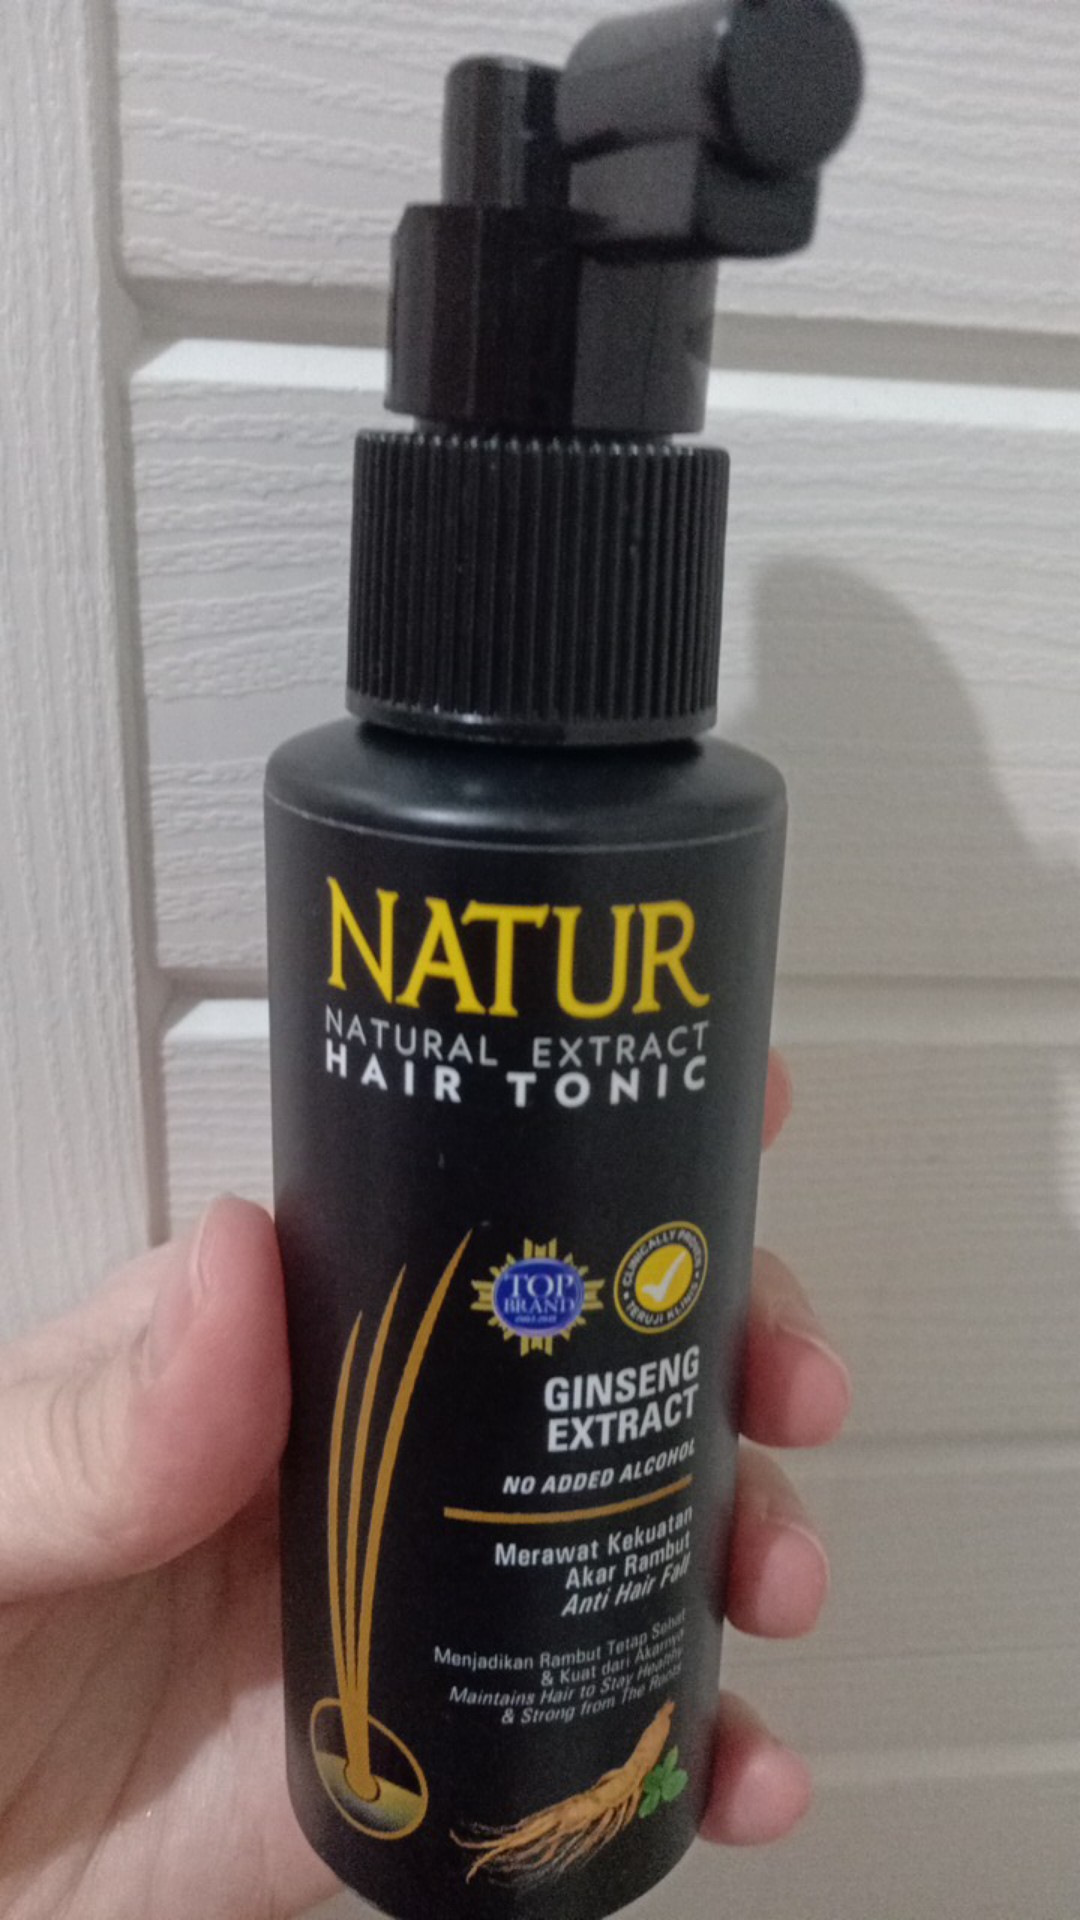 NATUR
NATURAL EXTRACT
HAIR TONIC
TOP
BRAND
CLINICALLY PROVEN
TERUJI KLINIS
GINSENG
EXTRACT
NO ADDED ALCOHOL
Merawat Kekuatan
Akar Rambut
Anti Hair Fall
Menjadikan Rambut Tetap Sehat
& Kuat dari Akarnya
Maintains Hair to Stay Healthy
& Strong from The Roots